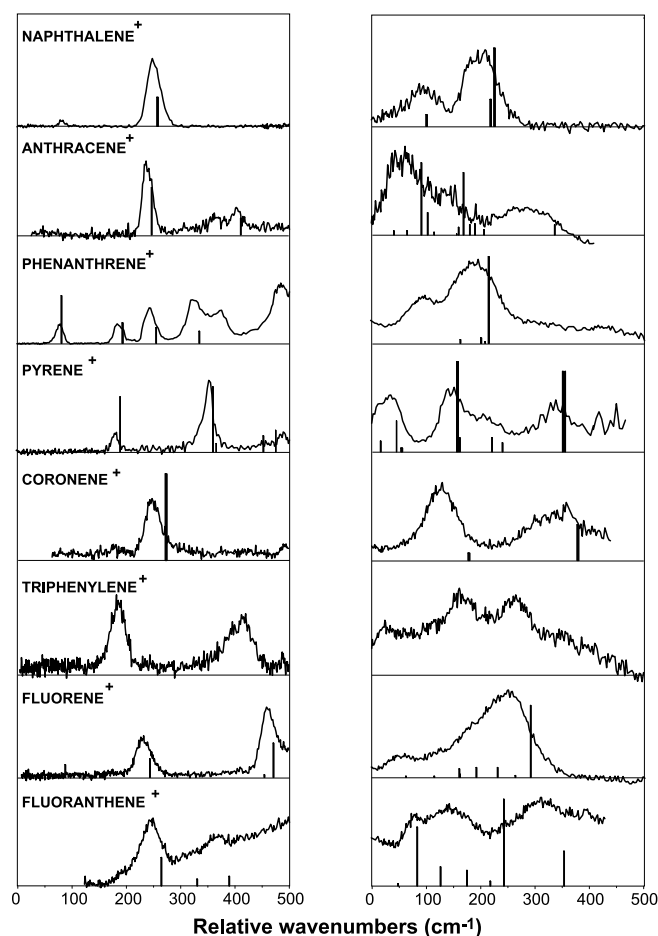 NAPHTHALENE+
ANTHRACENE+
PHENANTHRENE+
PYRENE +
CORONENE +
TRIPHENYLENE+
FLUORENE+
FLUORANTHENE +
0 100 200 300 400 500 0 100 200 300 400 500
Relative wavenumbers (cm-1)